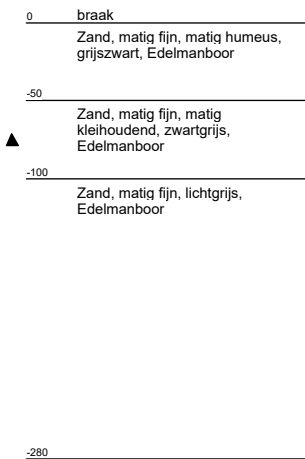 0 braak
Zand, matig fijn, matig humeus,
grijszwart, Edelmanboor
-50
Zand, matig fijn, matig
kleihoudend, zwartgrijs,
Edelmanboor
-100
Zand, matig fijn, lichtgrijs,
Edelmanboor
-280